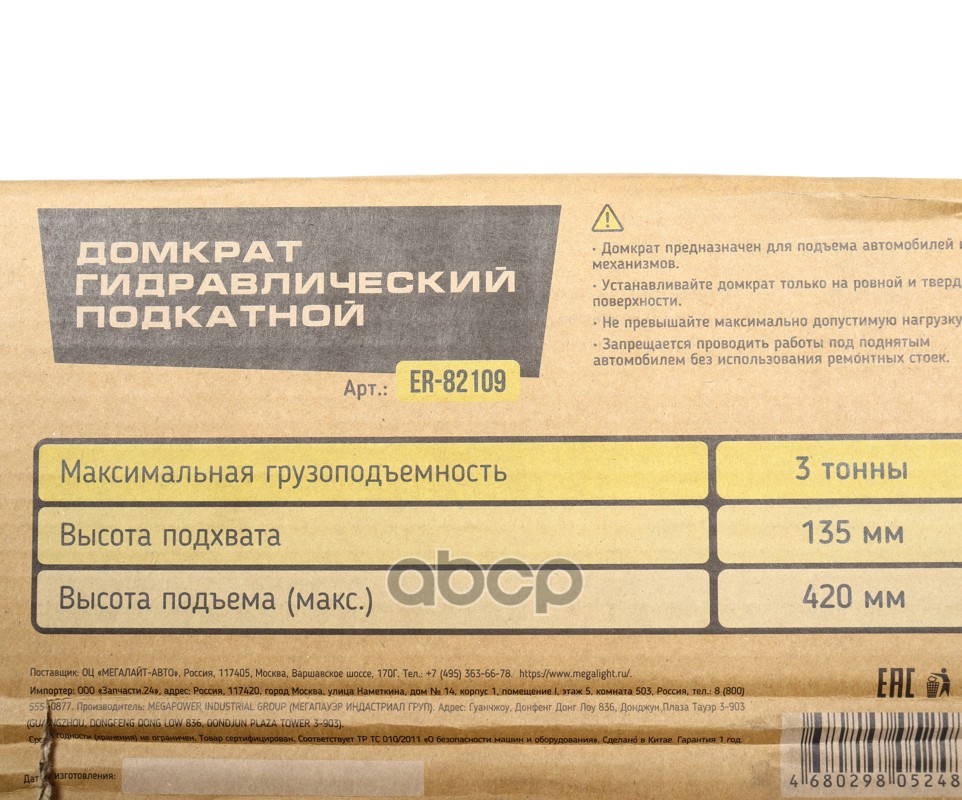 ДОМКРАТ
ГИДРАВЛИЧЕСКИЙ
ПОДКАТНОЙ
Арт.: ER-82109
· Домкрат предназначен для подъема автомобилей и
механизмов.
· Устанавливайте домкрат только на ровной и тверд
поверхности.
· Не превышайте максимально допустимую нагрузку
· Запрещается проводить работы под поднятым
автомобилем без использования ремонтных стоек.
Максимальная грузоподъемность 3 тонны
Высота подхвата 135 мм
Высота подъема (макс.) 420 мм
abcp
Поставщик: ОЦ «МЕГАЛАЙТ-АВТО», Россия, 117405, Москва, Варшавское шоссе, 170Г. Тел.: +7 (495) 363-66-78. https://www.megalight.ru/.
Импортер: ООО «Запчасти.24», адрес: Россия, 117420, город Москва, улица Наметкина, дом № 14, корпус 1, помещение I, этаж 5, комната 503, Россия, тел.: 8 (800)
555-0877. Производитель: MEGAPOWER INDUSTRIAL GROUP (МЕГАПАУЭР ИНДАСТРИАЛ ГРУП). Адрес: Гуанчжоу, Донфенг Донг Лоу 836, Донджун Плаза Тауэр 3-903
(GUANGZHOU, DONGFENG DONG LOW 836, DONDJUN PLAZA TOWER 3-903).
Срок годности (хранения) не ограничен. Товар сертифицирован. Соответствует ТР ТС 010/2011 «О безопасности машин и оборудования». Сделано в Китае. Гарантия 1 год.
Дат изготовления:
EAC
4 680298 05248